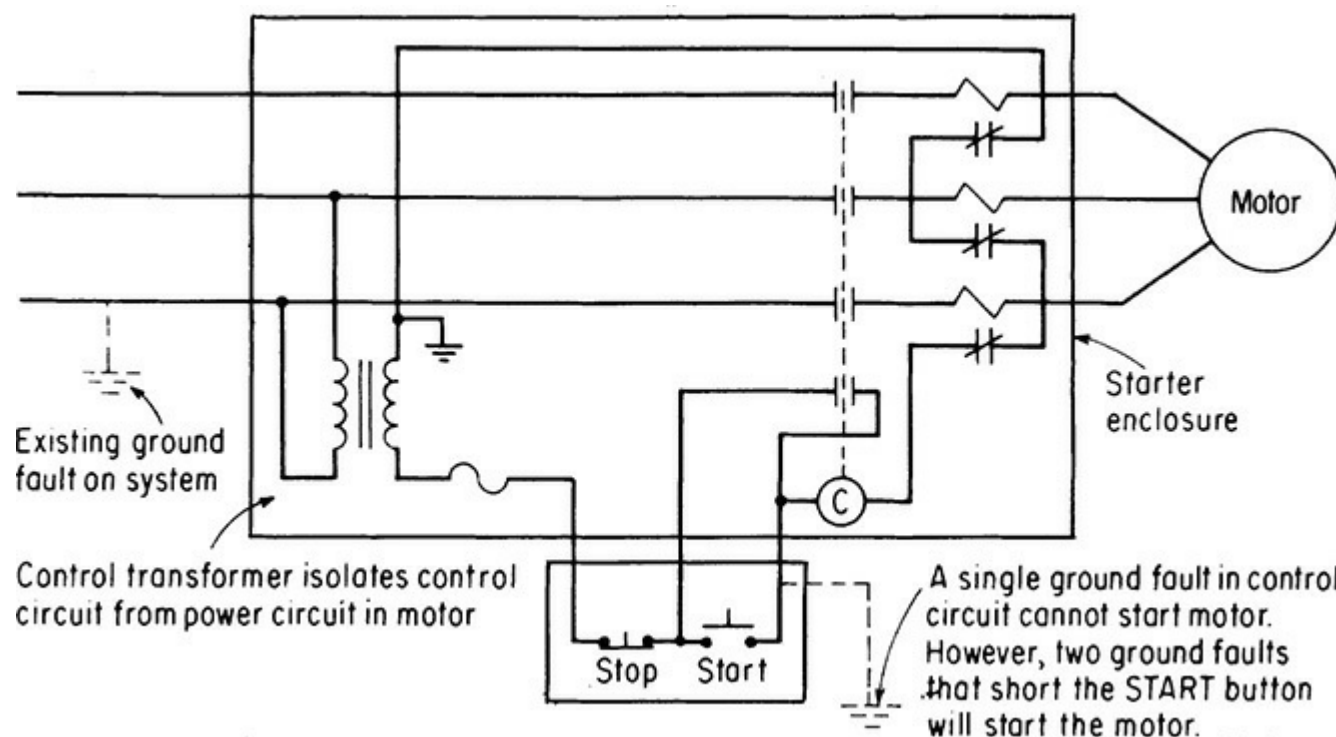 Motor
Starter
enclosure
Existing ground
fault on system
C
Control transformer isolates control
circuit from power circuit in motor
Stop
Start
A single ground fault in control
circuit cannot start motor.
However, two ground faults
that short the START button
will start the motor.